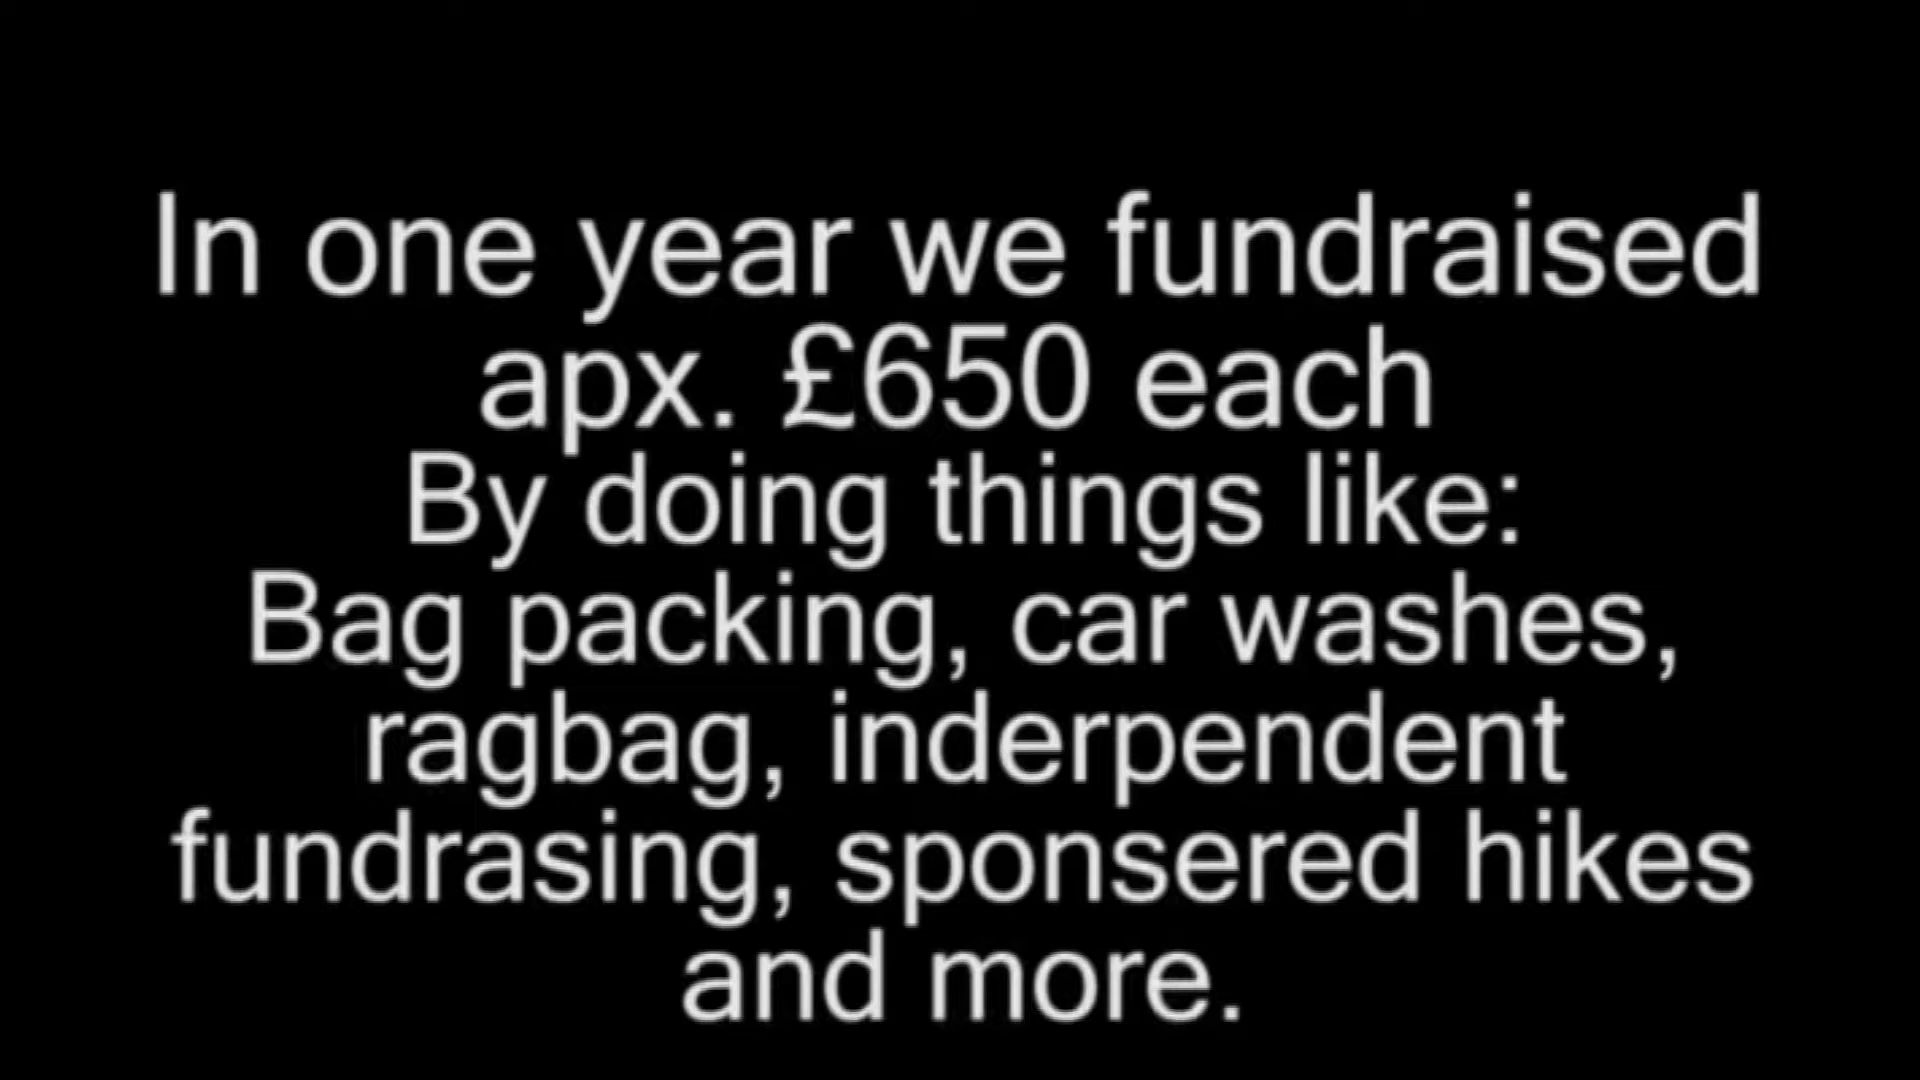 In one year we fundraised
apx. £650 each
By doing things like:
Bag packing, car washes,
ragbag, inderpendent
fundrasing, sponsered hikes
and more.